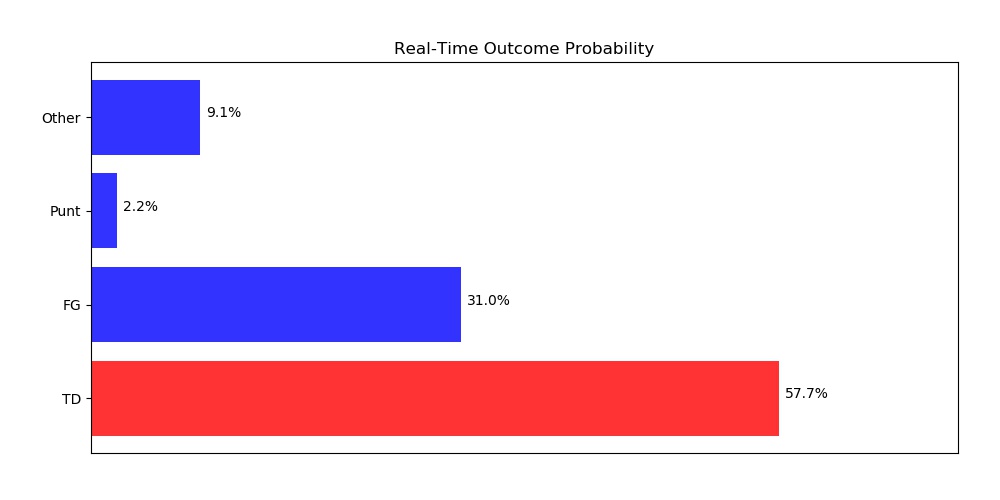 Real-Time Outcome Probability
Other 9.1%
Punt 2.2%
FG 31.0%
TD 57.7%